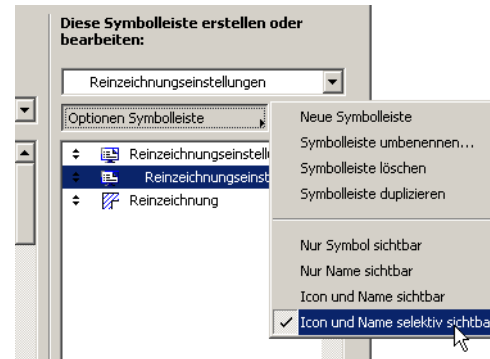 Diese Symbolleiste erstellen oder
bearbeiten:
Reinzeichnungseinstellungen
Optionen Symbolleiste
Neue Symbolleiste
Symbolleiste umbenennen...
Symbolleiste löschen
Symbolleiste duplizieren
Nur Symbol sichtbar
Nur Name sichtbar
Icon und Name sichtbar
Icon und Name selektiv sichtba
Reinzeichnungseinstell
Reinzeichnungseinst
Reinzeichnung